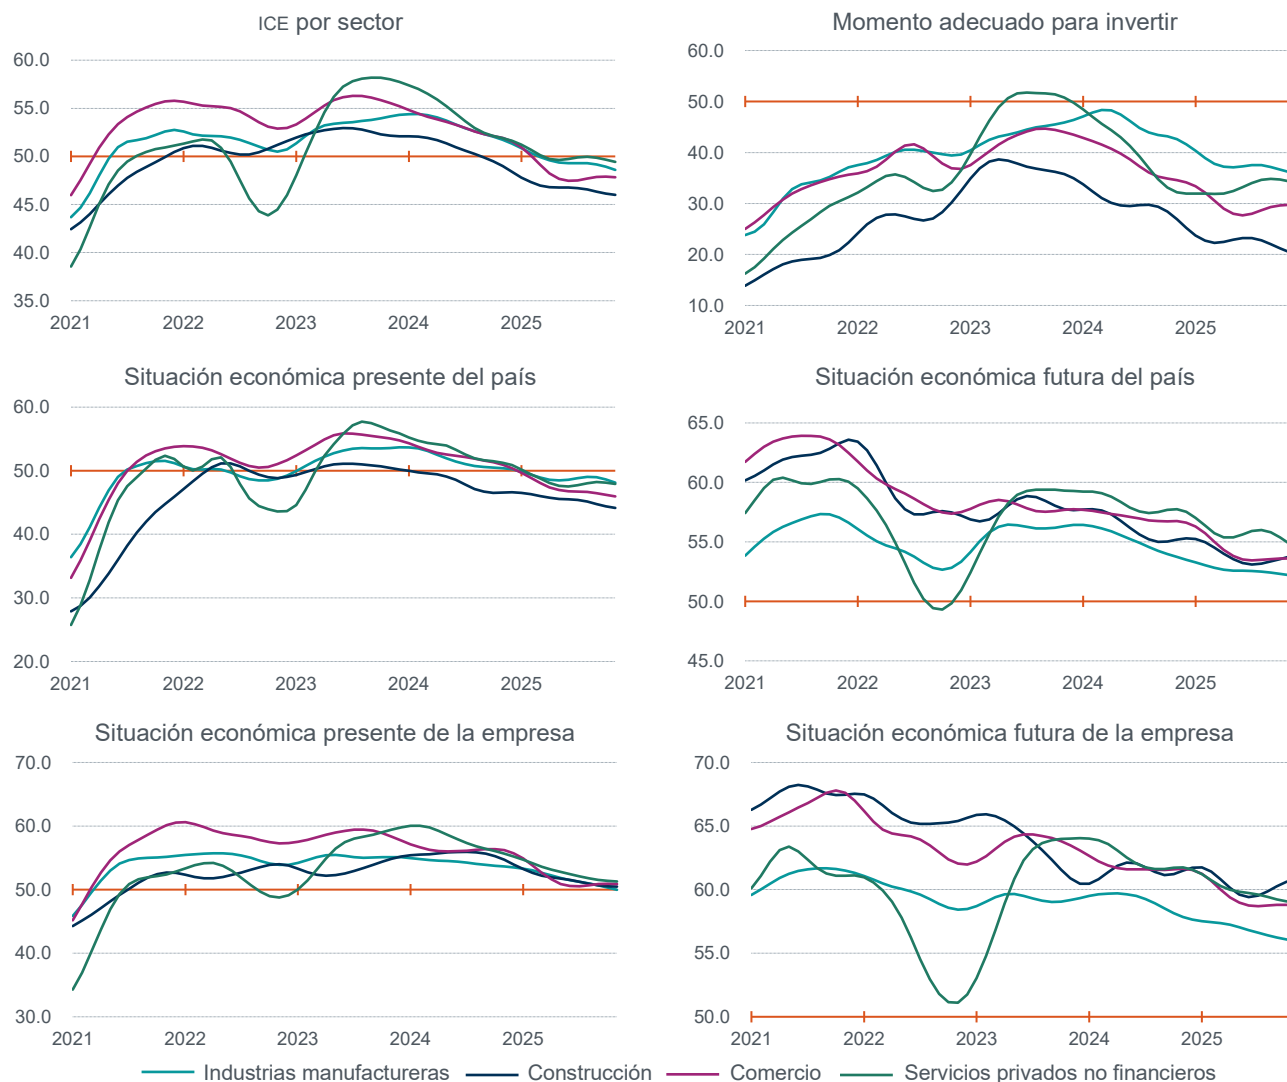 ICE por sector
60.0
55.0
50.0
45.0
40.0
35.0
2021 2022 2023 2024 2025
Momento adecuado para invertir
60.0
50.0
40.0
30.0
20.0
10.0
2021 2022 2023 2024 2025
Situación económica presente del país
60.0
50.0
40.0
30.0
20.0
2021 2022 2023 2024 2025
Situación económica futura del país
65.0
60.0
55.0
50.0
45.0
2021 2022 2023 2024 2025
Situación económica presente de la empresa
70.0
60.0
50.0
40.0
30.0
2021 2022 2023 2024 2025
Situación económica futura de la empresa
70.0
65.0
60.0
55.0
50.0
2021 2022 2023 2024 2025
Industrias manufactureras Construcción Comercio Servicios privados no financieros